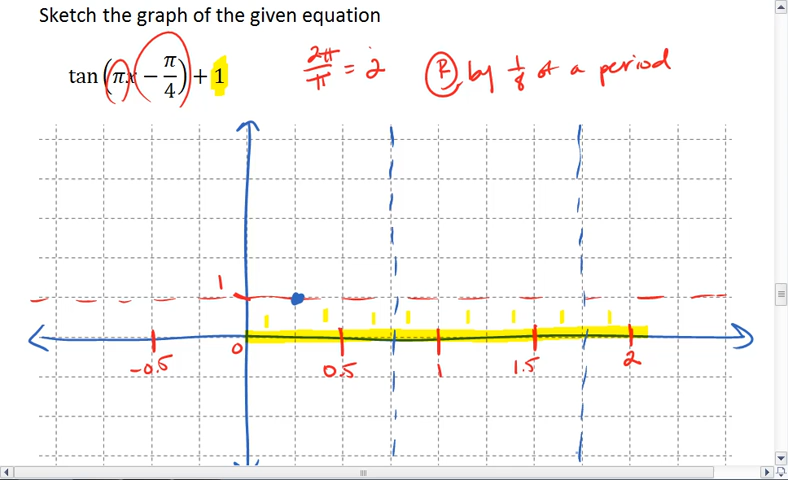 Sketch the graph of the given equation
tan (πx − π/4) + 1
2π/π = 2
Ⓡ by 1/8 of a period
1
-0.5 0 0.5 1 1.5 2